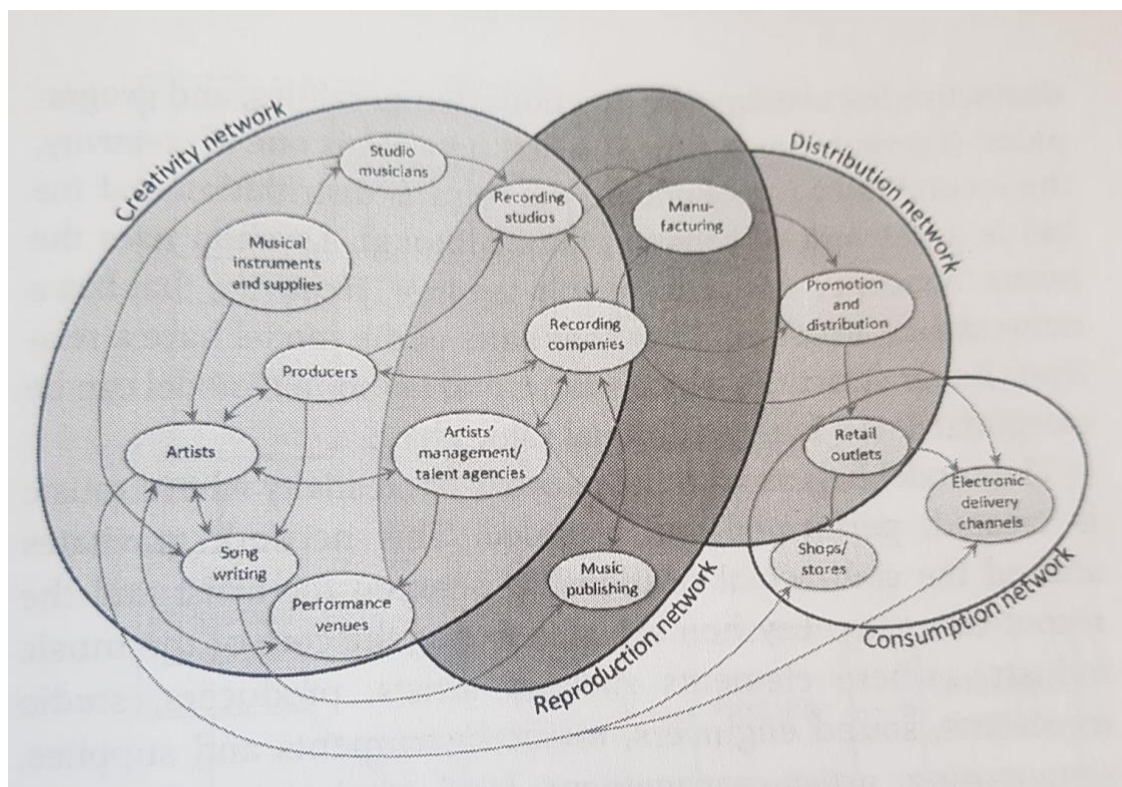 Creativity network
Distribution network
Studio
musicians
Recording
studios
Manu-
facturing
Musical
instruments
and supplies
Promotion
and
distribution
Recording
companies
Producers
Artists
Artists'
management/
talent agencies
Retail
outlets
Electronic
delivery
channels
Song
writing
Shops/
stores
Music
publishing
Performance
venues
Consumption network
Reproduction network